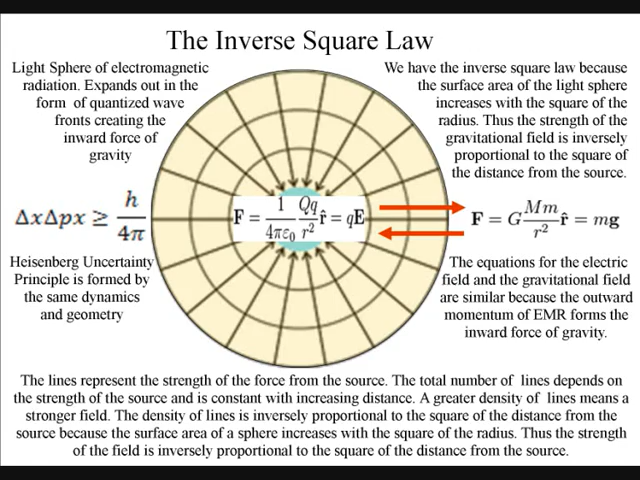 The Inverse Square Law
Light Sphere of electromagnetic
radiation. Expands out in the
form of quantized wave
fronts creating the
inward force of
gravity
We have the inverse square law because
the surface area of the light sphere
increases with the square of the
radius. Thus the strength of the
gravitational field is inversely
proportional to the square of
the distance from the source.
ΔxΔpx ≥ h/4π
F = 1/4πε₀ Qq/r² r̂ = qE
F = G Mm/r² r̂ = mg
Heisenberg Uncertainty
Principle is formed by
the same dynamics
and geometry
The equations for the electric
field and the gravitational field
are similar because the outward
momentum of EMR forms the
inward force of gravity.
The lines represent the strength of the force from the source. The total number of lines depends on
the strength of the source and is constant with increasing distance. A greater density of lines means a
stronger field. The density of lines is inversely proportional to the square of the distance from the
source because the surface area of a sphere increases with the square of the radius. Thus the strength
of the field is inversely proportional to the square of the distance from the source.